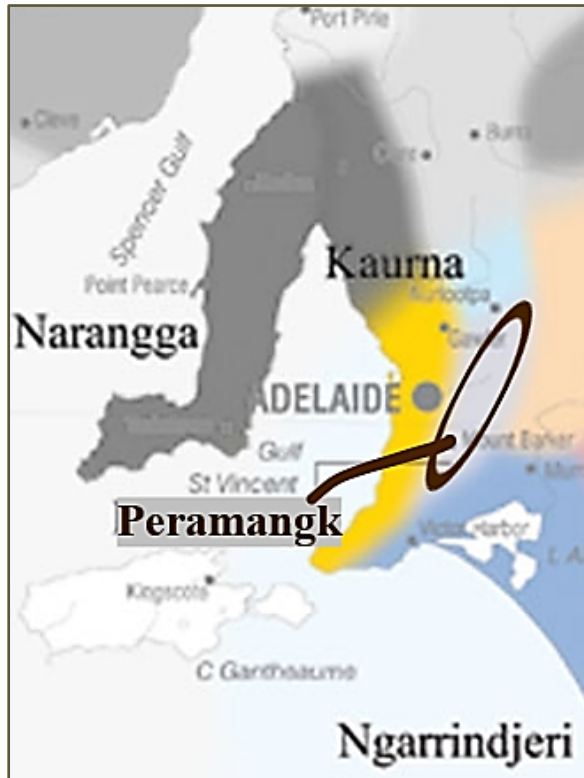 Port Pirie
Cleve
Burra
Clare
Spencer Gulf
Kaurna
Point Pearce
Nuriootpa
Narangga
Gawler
ADELAIDE
Mount Barker
Gulf
St Vincent
Peramangk
Victor Harbor
Kingscote
C Gantheaume
Ngarrindjeri